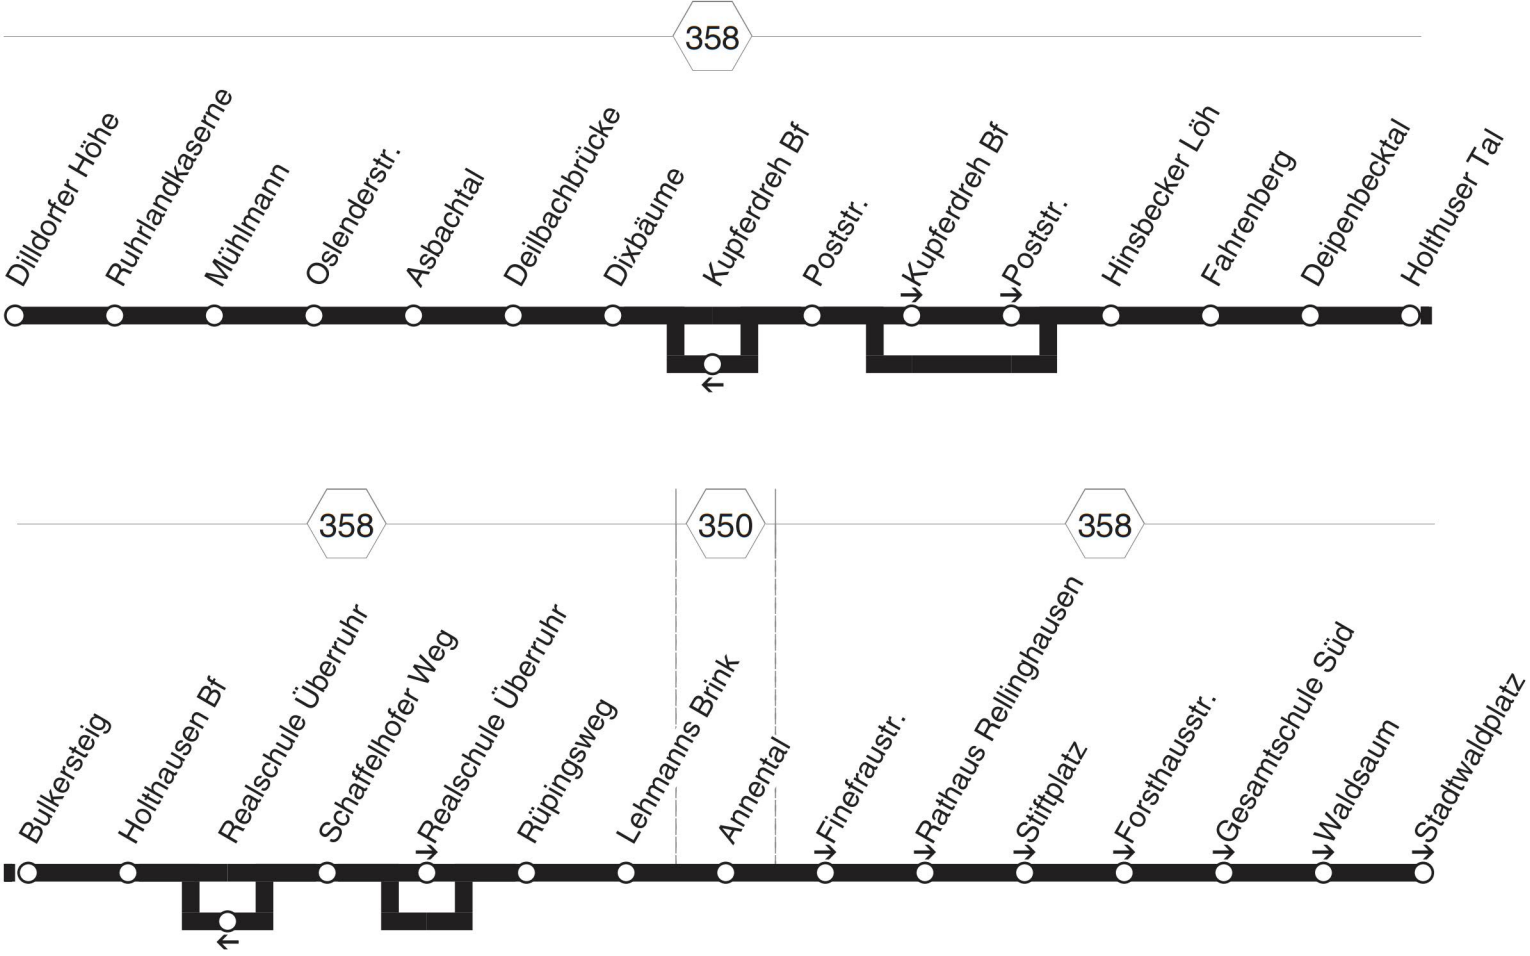 358
Dilldorfer Höhe
Ruhrlandkaserne
Mühlmann
Oslenderstr.
Asbachtal
Deilbachbrücke
Dixbäume
Kupferdreh Bf
Poststr.
Kupferdreh Bf
Poststr.
Hinsbecker Löh
Fahrenberg
Deipenbecktal
Holthuser Tal
358
350
358
Bulkersteig
Holthausen Bf
Realschule Überruhr
Schaffelhofer Weg
Realschule Überruhr
Rüpingsweg
Lehmanns Brink
Annental
Finefraustr.
Rathaus Rellinghausen
Stiftplatz
Forsthausstr.
Gesamtschule Süd
Waldsaum
Stadtwaldplatz